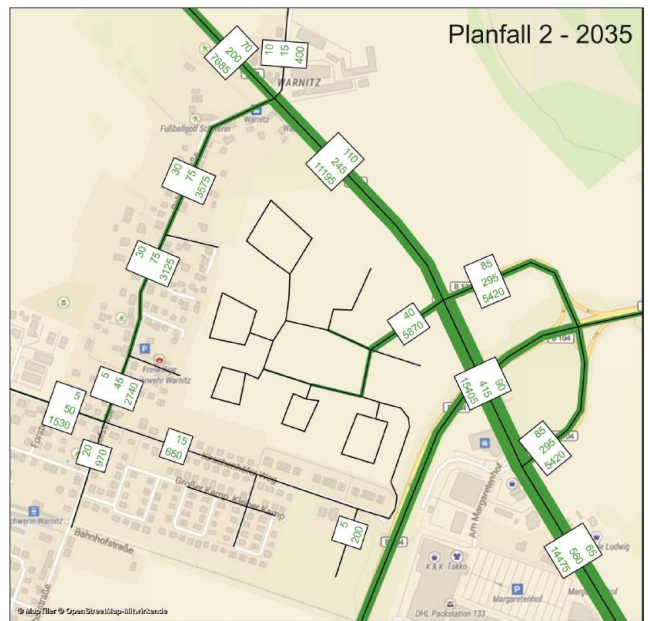 Planfall 2 - 2035
70
200
7685
10
15
400
WARNITZ
Fußballgolf
Warnitz
110
245
11195
30
75
3575
30
75
3125
85
295
5420
40
5870
B 104
Freiwillige
Feuerwehr Warnitz
5
45
2740
90
415
15405
5
50
1530
20
970
15
660
85
295
5420
Großer Kamp
Kleiner Kamp
5
200
Am Margaretenhof
65
560
14475
Schwerin-Warnitz
Bahnhofstraße
K & K Takko
Margaretenhof
DHL Packstation 133
© MapTiler © OpenStreetMap-Mitwirkende